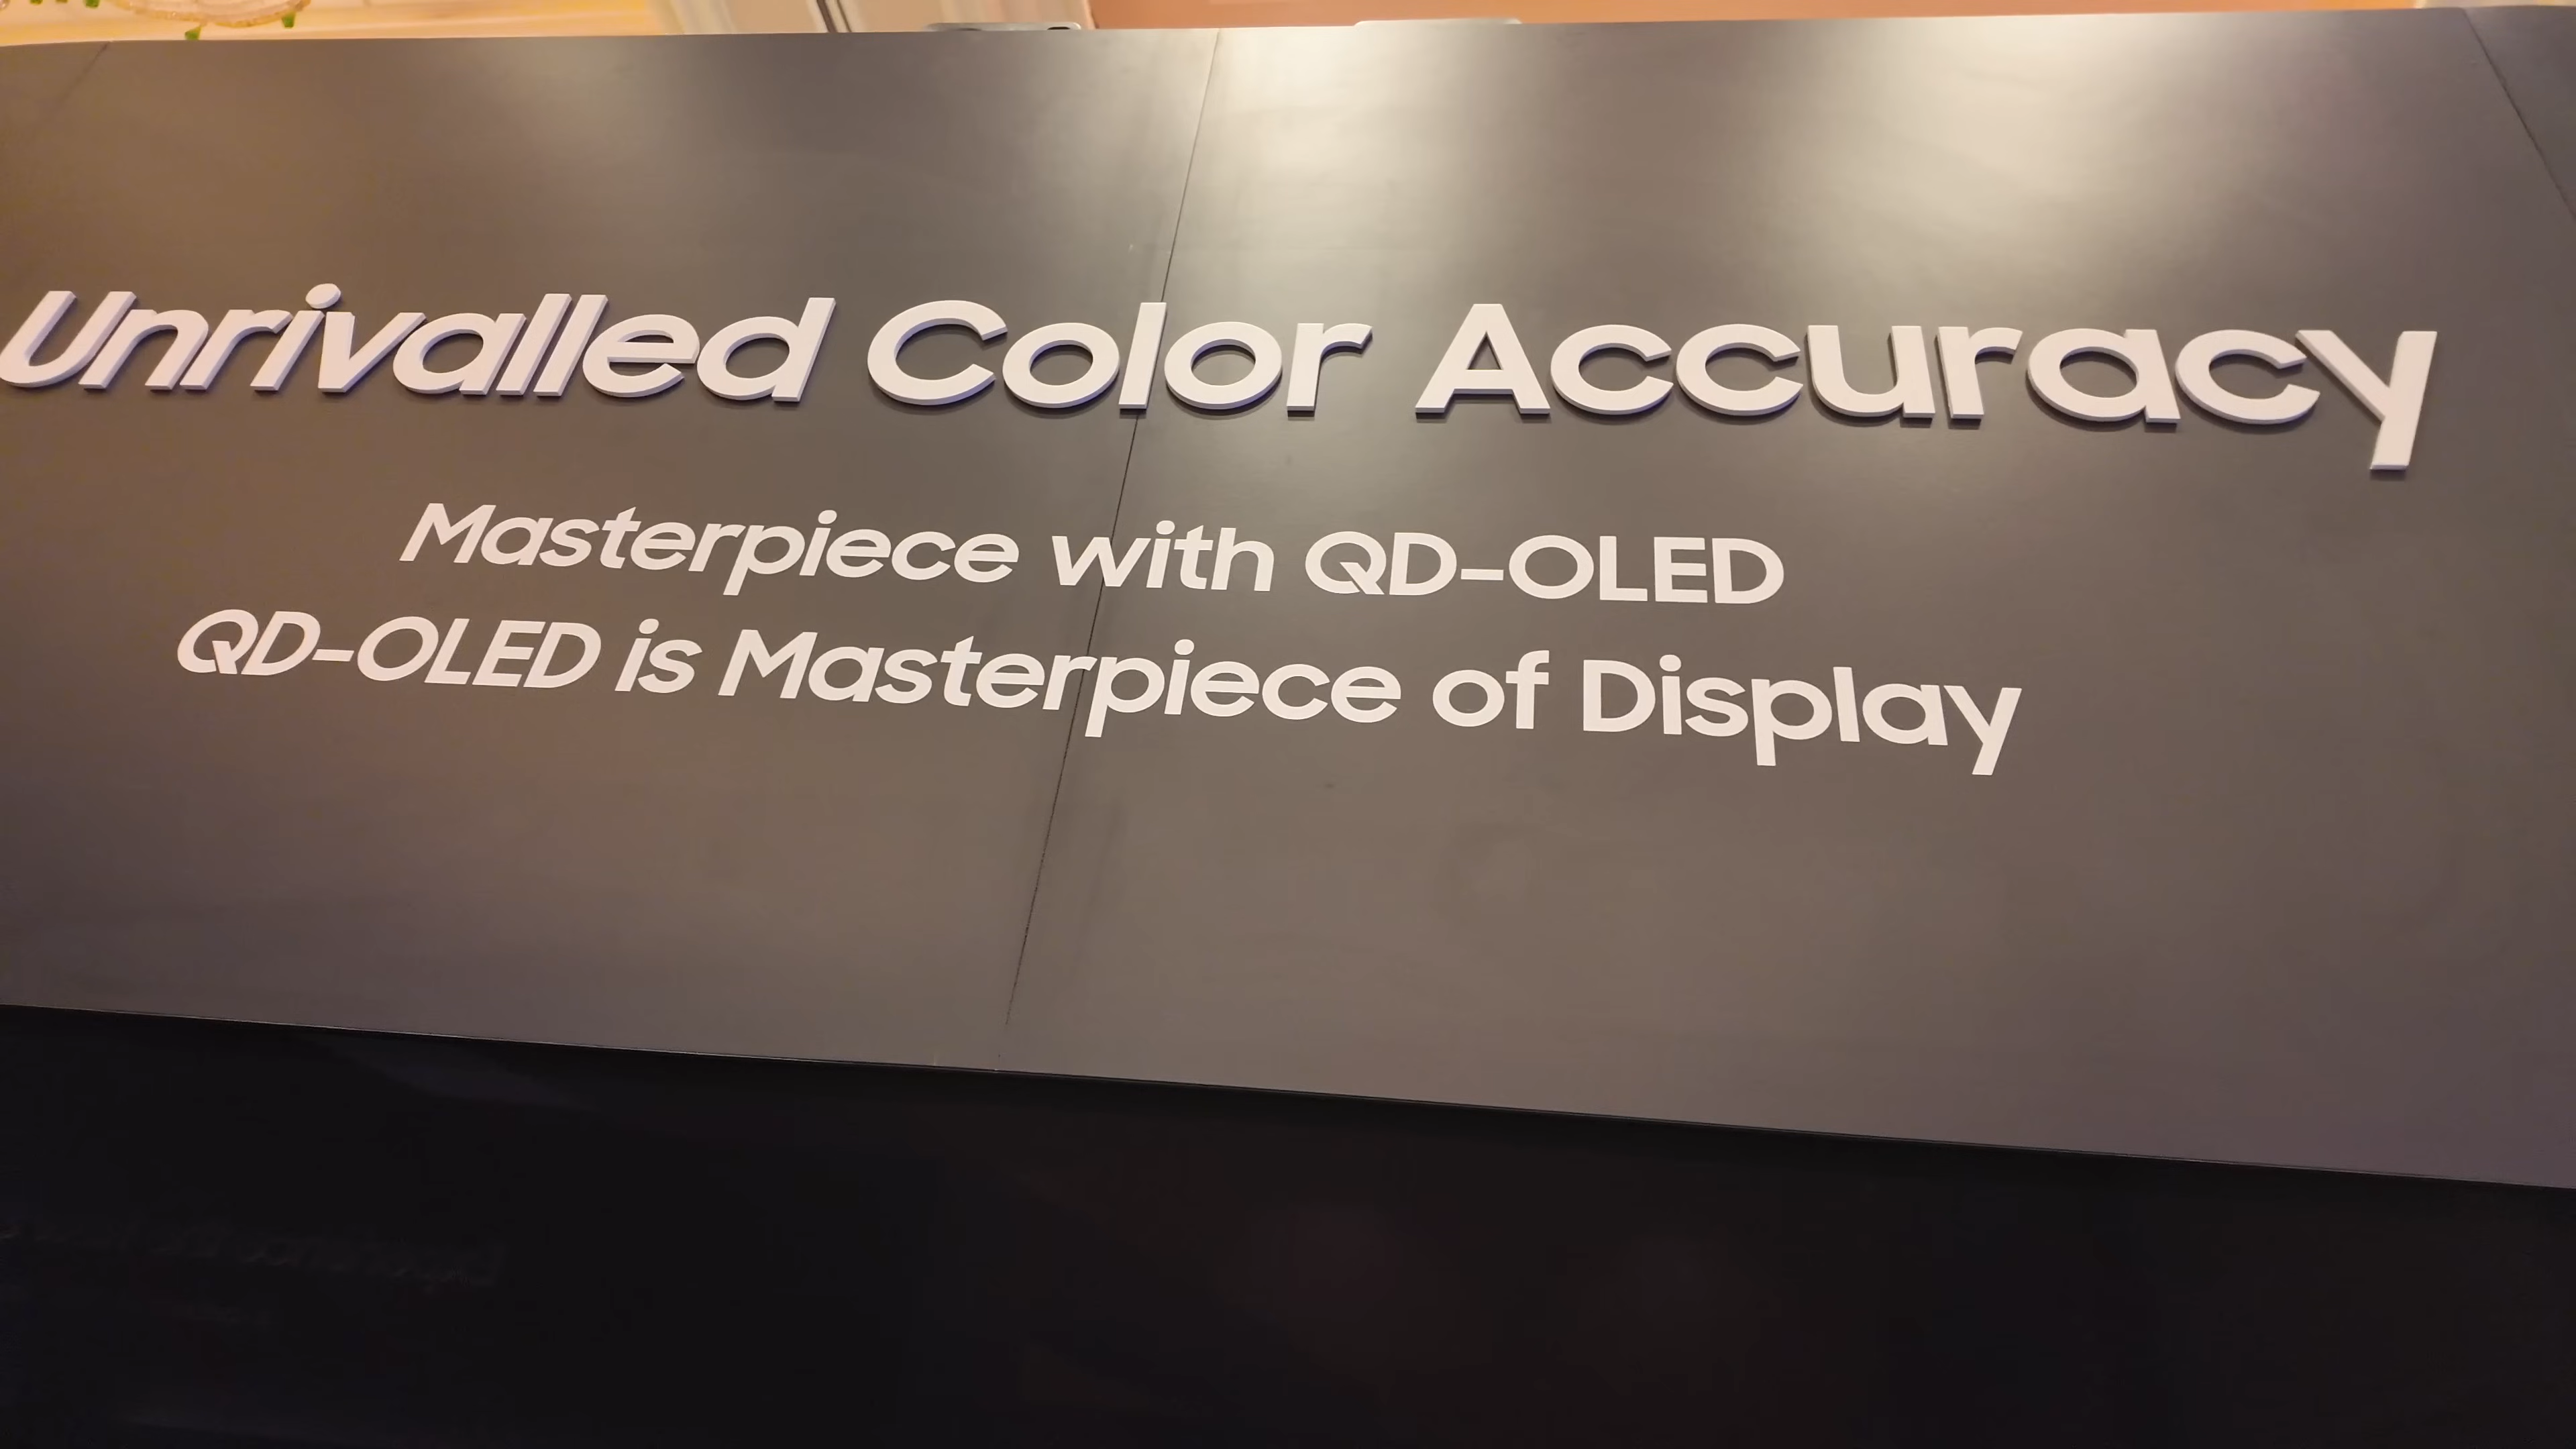 Unrivalled Color Accuracy
Masterpiece with QD-OLED
QD-OLED is Masterpiece of Display